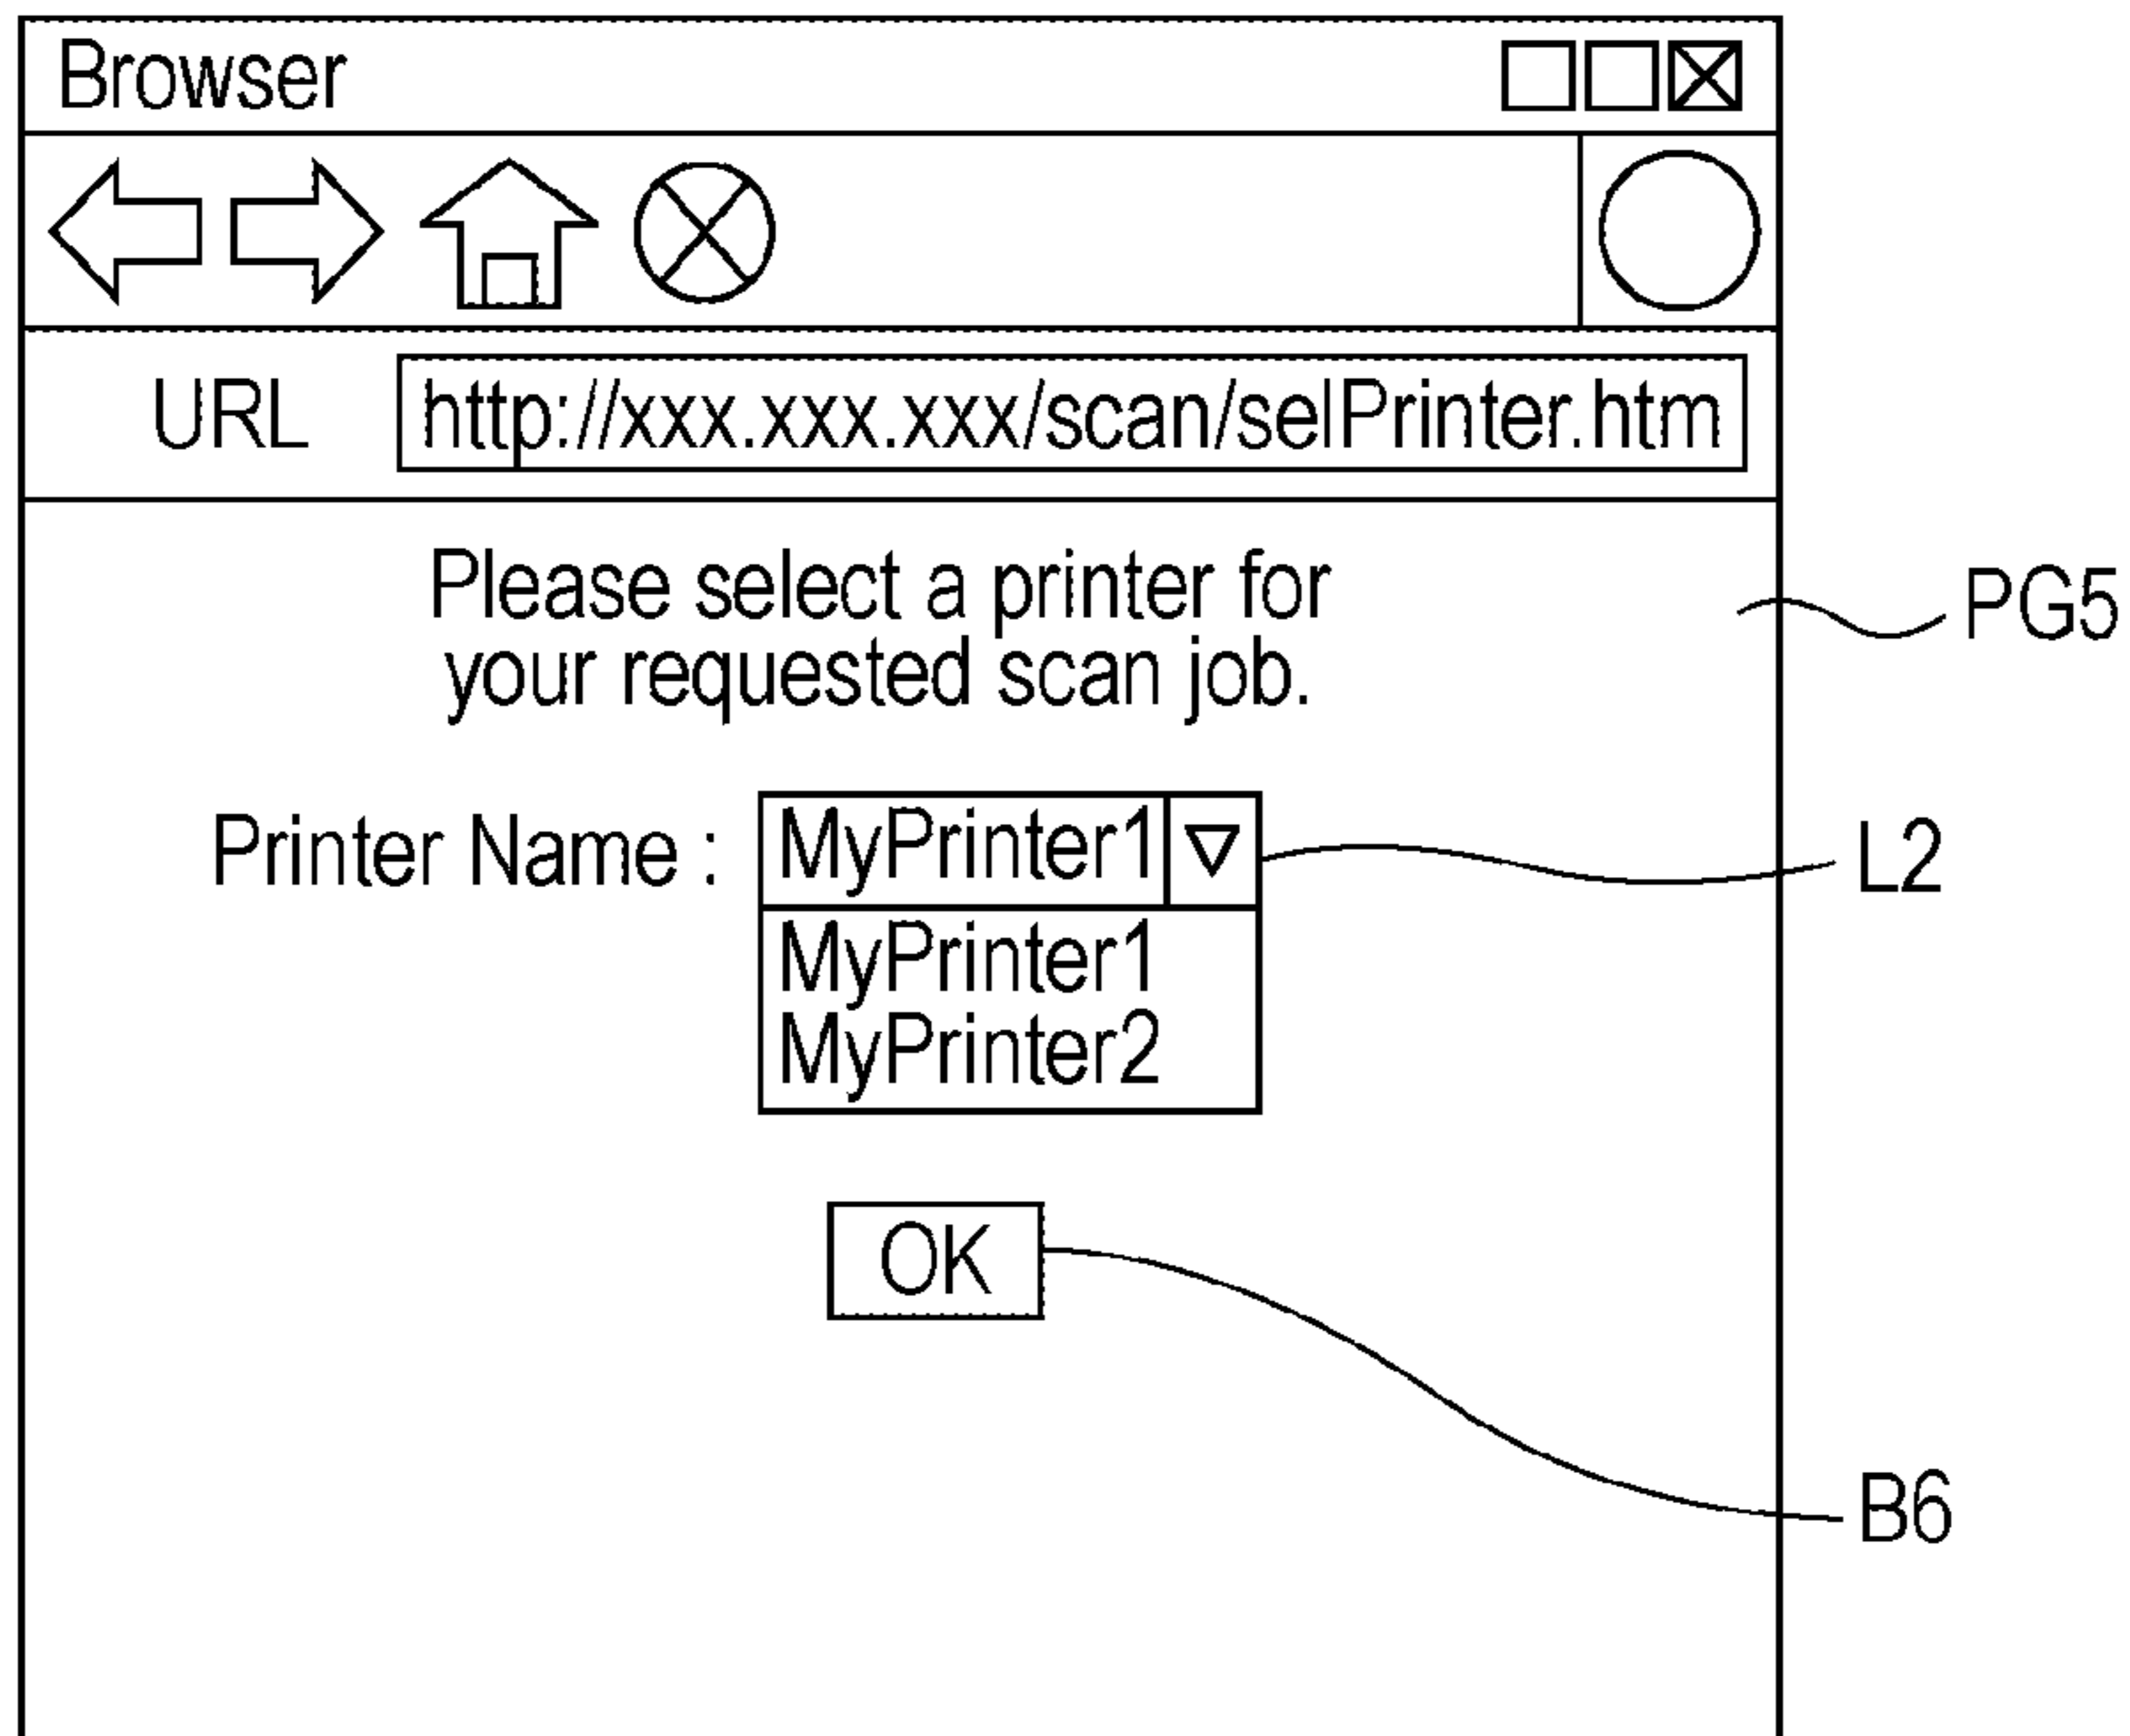 Browser
URL http://xxx.xxx.xxx/scan/selPrinter.htm
Please select a printer for
your requested scan job.
PG5
Printer Name : MyPrinter1
L2
MyPrinter1
MyPrinter2
OK
B6